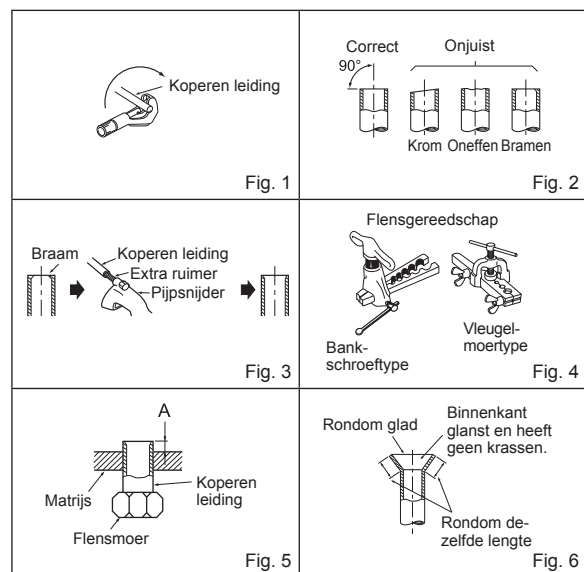 Koperen leiding
Fig. 1
Correct
Onjuist
90°
Krom Oneffen Bramen
Fig. 2
Braam
Koperen leiding
Extra ruimer
Pijpsnijder
Fig. 3
Flensgereedschap
Bank-
schroeftype
Vleugel-
moertype
Fig. 4
A
Matrijs
Koperen
leiding
Flensmoer
Fig. 5
Rondom glad
Binnenkant
glanst en heeft
geen krassen.
Rondom de-
zelfde lengte
Fig. 6